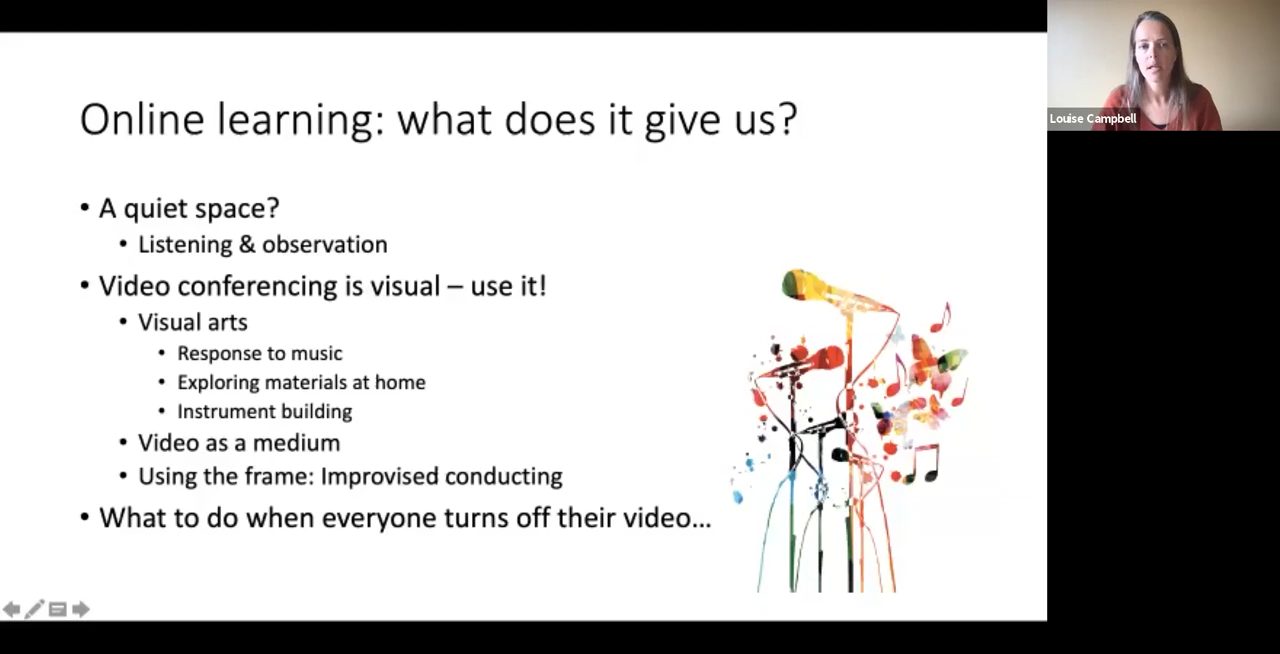 Online learning: what does it give us?
• A quiet space?
• Listening & observation
• Video conferencing is visual – use it!
• Visual arts
• Response to music
• Exploring materials at home
• Instrument building
• Video as a medium
• Using the frame: Improvised conducting
• What to do when everyone turns off their video...
Louise Campbell